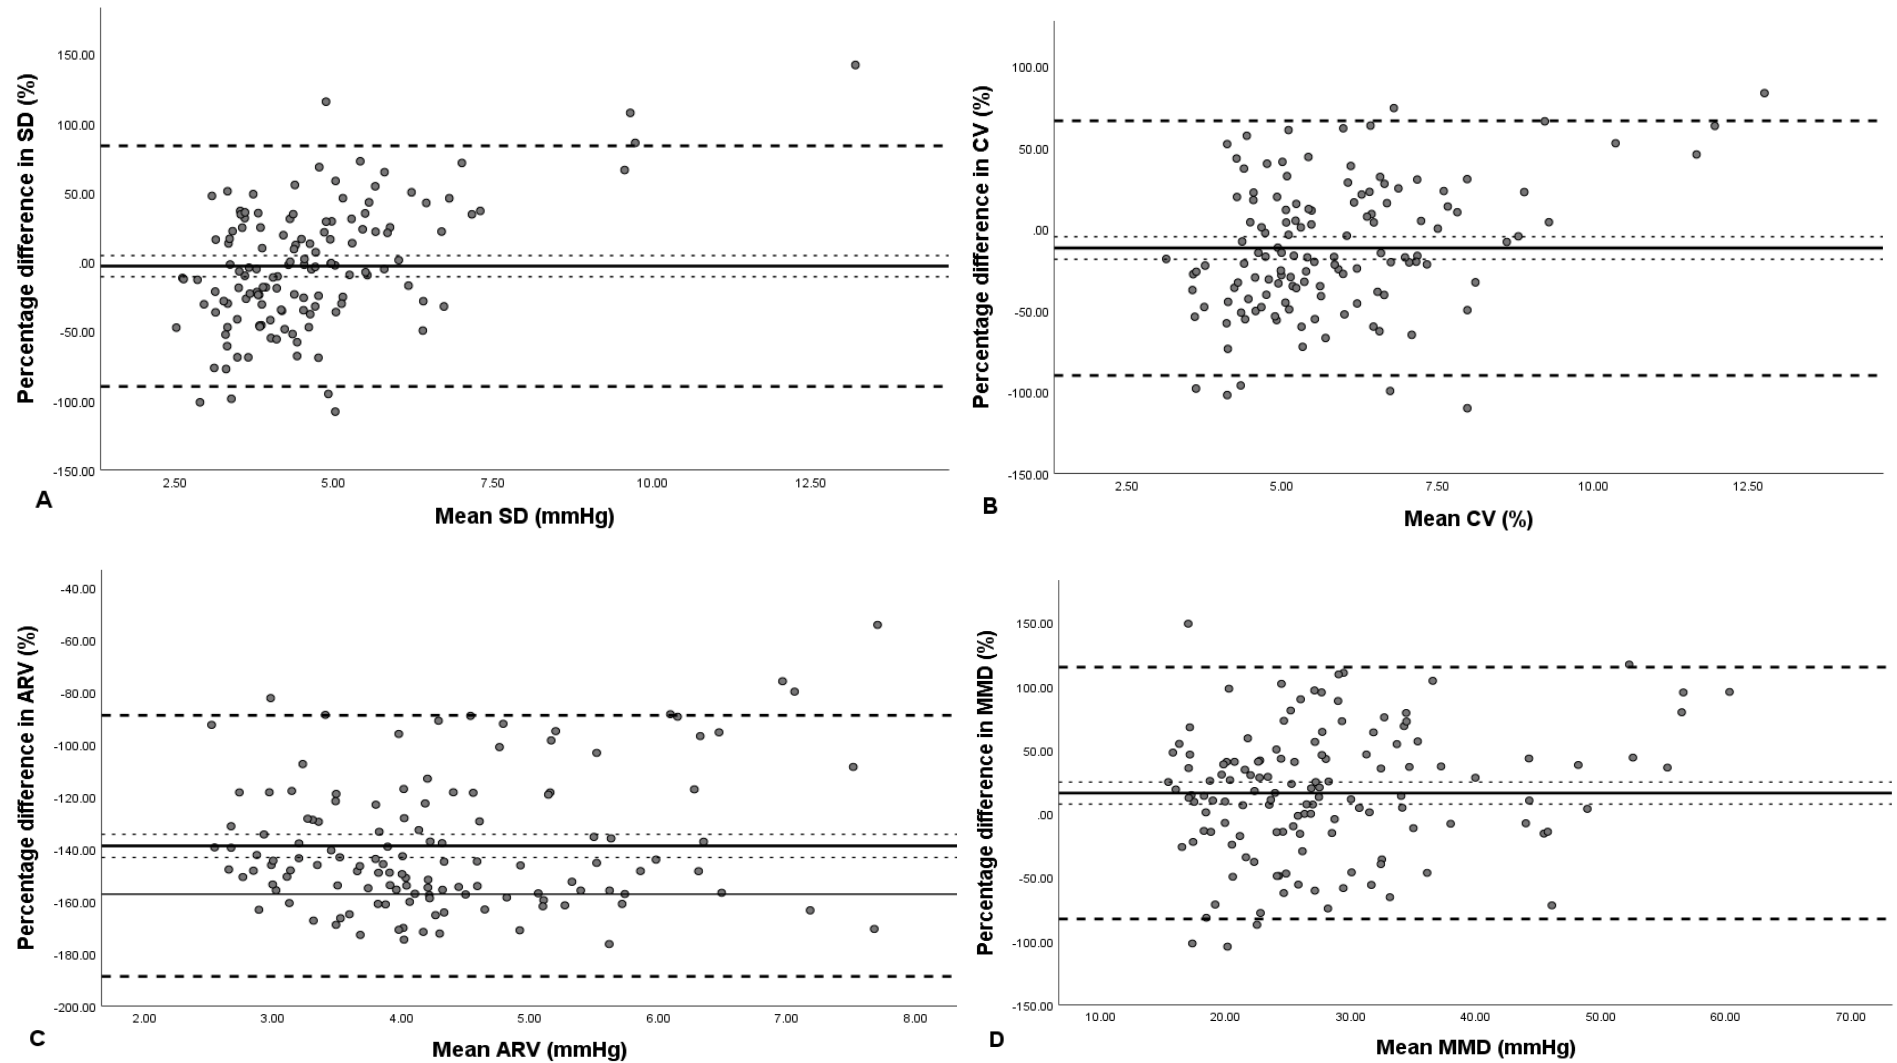 Percentage difference in SD (%)
150.00
100.00
50.00
.00
-50.00
-100.00
-150.00
2.50 5.00 7.50 10.00 12.50
A
Mean SD (mmHg)
Percentage difference in CV (%)
100.00
50.00
.00
-50.00
-100.00
-150.00
2.50 5.00 7.50 10.00 12.50
B
Mean CV (%)
Percentage difference in ARV (%)
-40.00
-60.00
-80.00
-100.00
-120.00
-140.00
-160.00
-180.00
-200.00
2.00 3.00 4.00 5.00 6.00 7.00 8.00
C
Mean ARV (mmHg)
Percentage difference in MMD (%)
150.00
100.00
50.00
.00
-50.00
-100.00
-150.00
10.00 20.00 30.00 40.00 50.00 60.00 70.00
D
Mean MMD (mmHg)